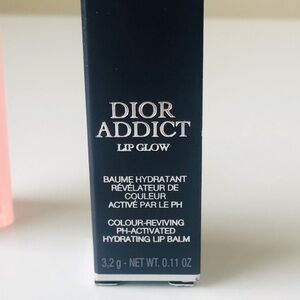 DIOR
ADDICT
LIP GLOW
BAUME HYDRATANT
RÉVÉLATEUR DE
COULEUR
ACTIVÉ PAR LE PH
COLOUR-REVIVING
PH-ACTIVATED
HYDRATING LIP BALM
3,2 g - NET WT. 0.11 OZ